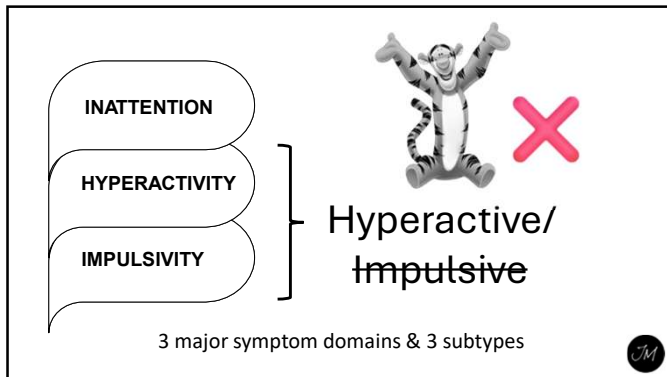 INATTENTION
HYPERACTIVITY
IMPULSIVITY
Hyperactive/
Impulsive
3 major symptom domains & 3 subtypes
JM